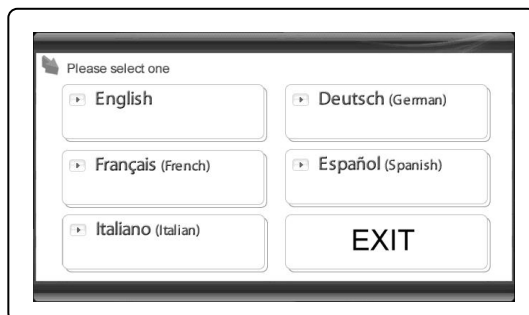 Please select one
English
Deutsch (German)
Français (French)
Español (Spanish)
Italiano (Italian)
EXIT